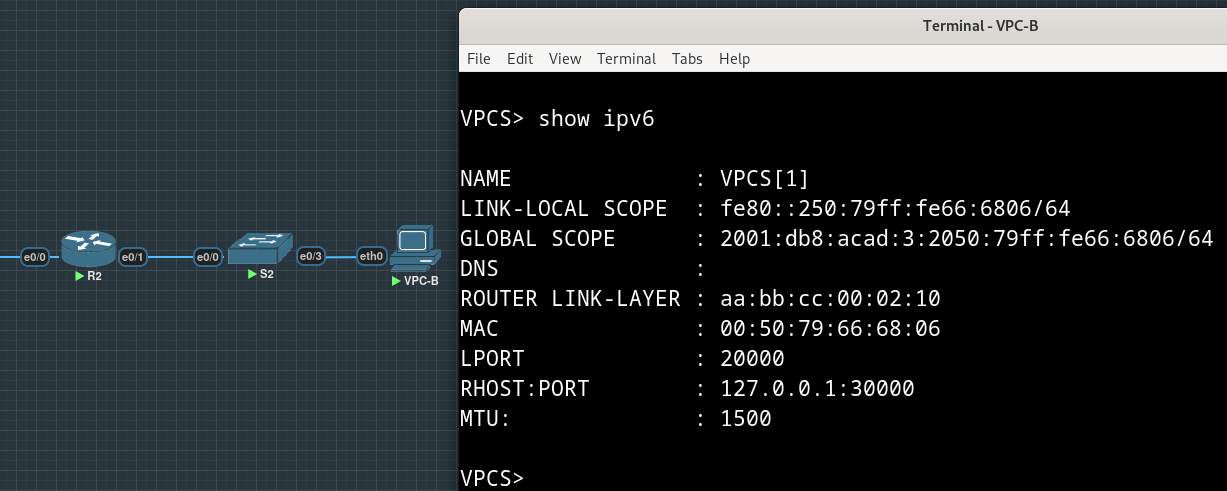 Terminal - VPC-B
File Edit View Terminal Tabs Help
VPCS> show ipv6
NAME : VPCS[1]
LINK-LOCAL SCOPE : fe80::250:79ff:fe66:6806/64
GLOBAL SCOPE : 2001:db8:acad:3:2050:79ff:fe66:6806/64
DNS :
ROUTER LINK-LAYER : aa:bb:cc:00:02:10
MAC : 00:50:79:66:68:06
LPORT : 20000
RHOST:PORT : 127.0.0.1:30000
MTU: : 1500
VPCS>
e0/0 e0/1 e0/0 e0/3 eth0
R2 S2 VPC-B